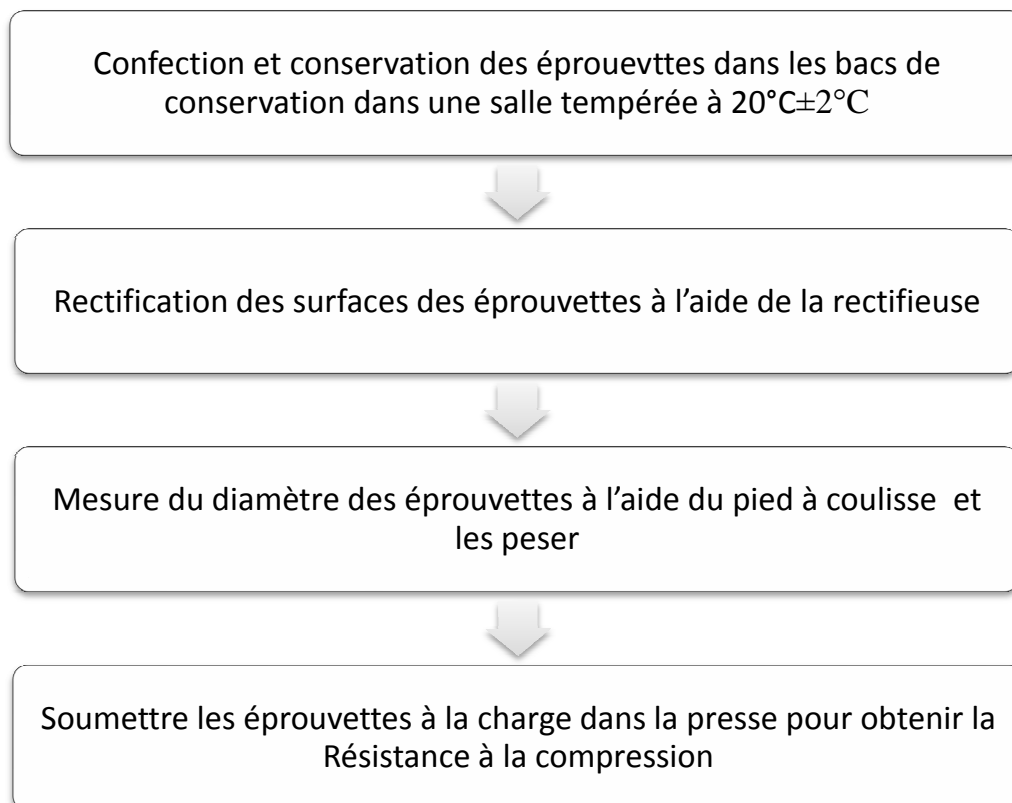 Confection et conservation des éprouevttes dans les bacs de
conservation dans une salle tempérée à 20°C±2°C
Rectification des surfaces des éprouvettes à l’aide de la rectifieuse
Mesure du diamètre des éprouvettes à l’aide du pied à coulisse et
les peser
Soumettre les éprouvettes à la charge dans la presse pour obtenir la
Résistance à la compression